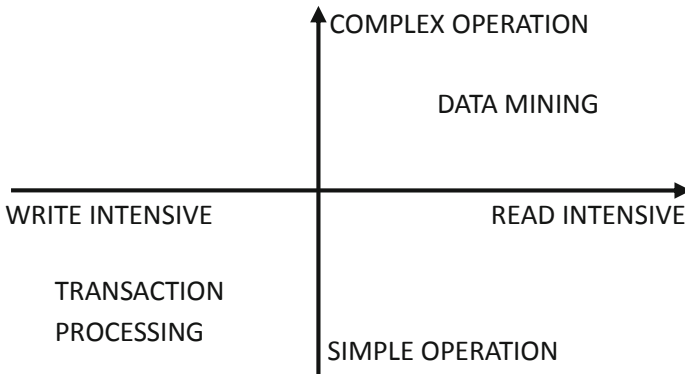 COMPLEX OPERATION
DATA MINING
WRITE INTENSIVE
READ INTENSIVE
TRANSACTION
PROCESSING
SIMPLE OPERATION